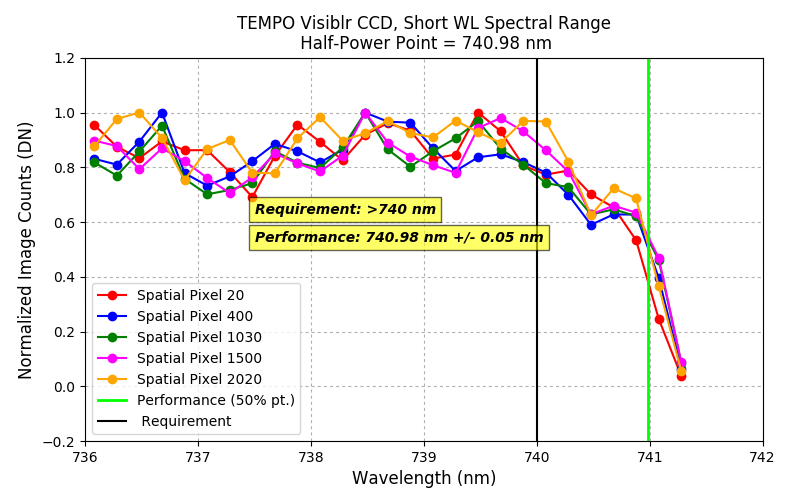 TEMPO Visiblr CCD, Short WL Spectral Range
Half-Power Point = 740.98 nm
Normalized Image Counts (DN)
1.2
1.0
0.8
0.6
0.4
0.2
0.0
−0.2
Requirement: >740 nm
Performance: 740.98 nm +/- 0.05 nm
Spatial Pixel 20
Spatial Pixel 400
Spatial Pixel 1030
Spatial Pixel 1500
Spatial Pixel 2020
Performance (50% pt.)
Requirement
736 737 738 739 740 741 742
Wavelength (nm)